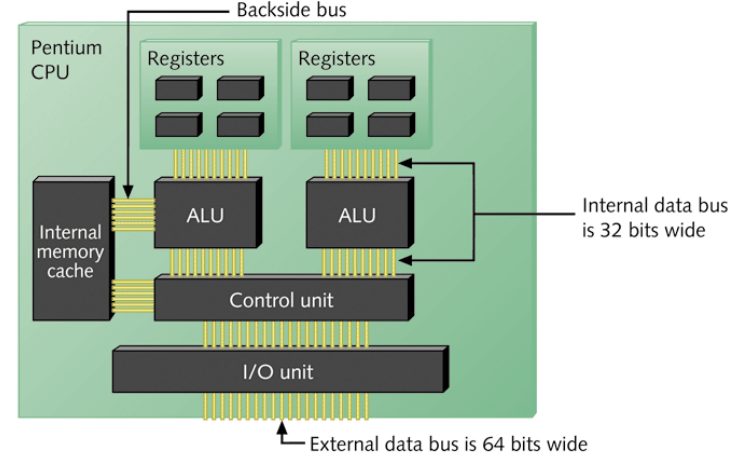 Backside bus
Pentium
CPU
Registers
Registers
ALU
ALU
Internal data bus
is 32 bits wide
Internal
memory
cache
Control unit
I/O unit
External data bus is 64 bits wide